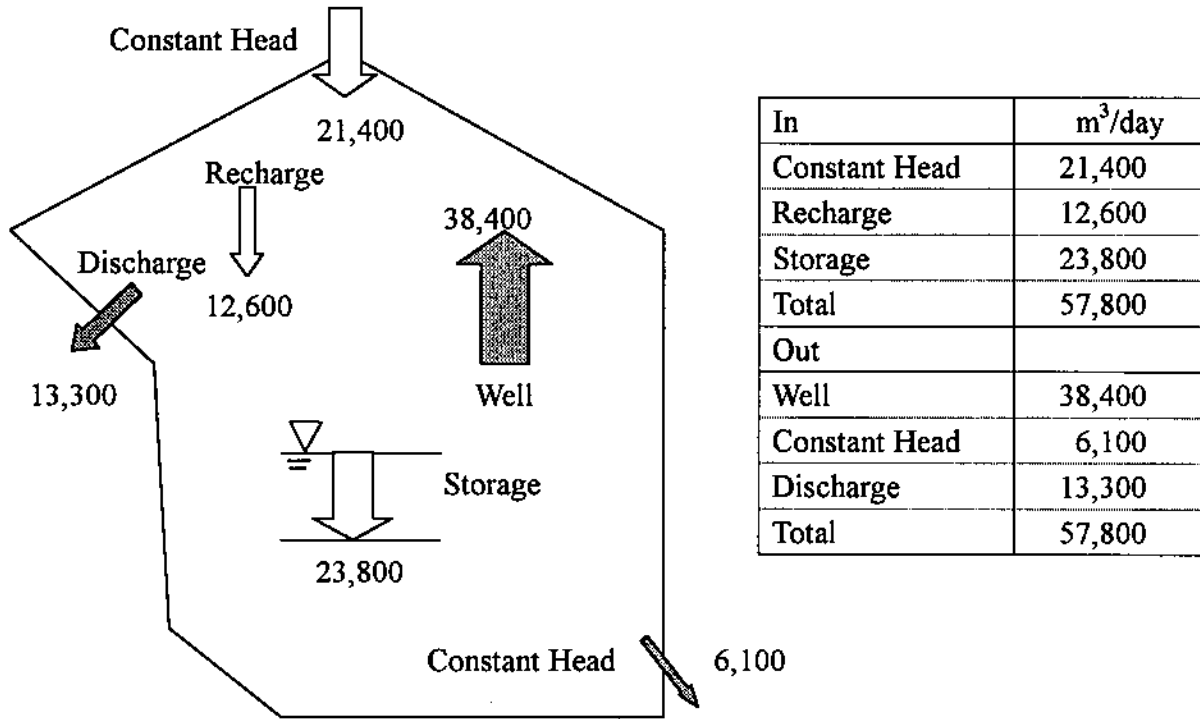 Constant Head
21,400
Recharge
12,600
Discharge
13,300
38,400
Well
Storage
23,800
Constant Head 6,100
In m³/day
Constant Head 21,400
Recharge 12,600
Storage 23,800
Total 57,800
Out
Well 38,400
Constant Head 6,100
Discharge 13,300
Total 57,800